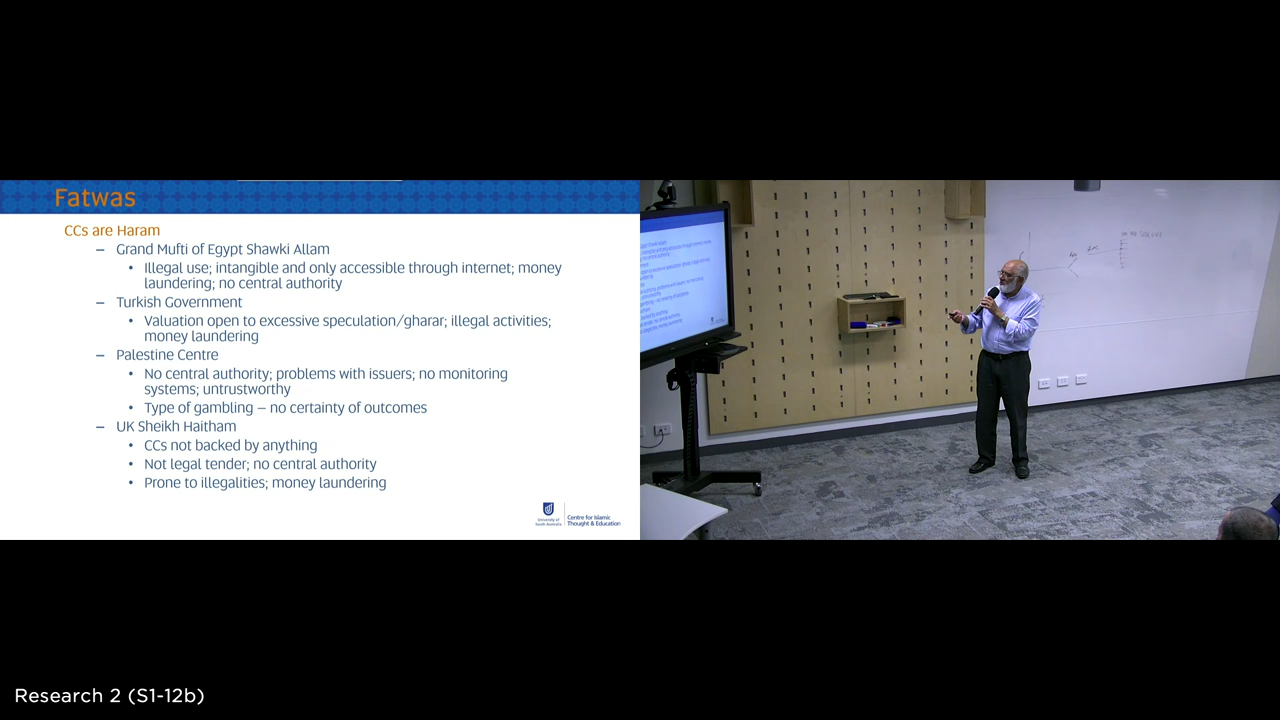 Fatwas
CCs are Haram
– Grand Mufti of Egypt Shawki Allam
• Illegal use; intangible and only accessible through internet; money
laundering; no central authority
– Turkish Government
• Valuation open to excessive speculation/gharar; illegal activities;
money laundering
– Palestine Centre
• No central authority; problems with issuers; no monitoring
systems; untrustworthy
• Type of gambling – no certainty of outcomes
– UK Sheikh Haitham
• CCs not backed by anything
• Not legal tender; no central authority
• Prone to illegalities; money laundering
University of
South Australia
Centre for Islamic
Thought & Education
Research 2 (S1-12b)